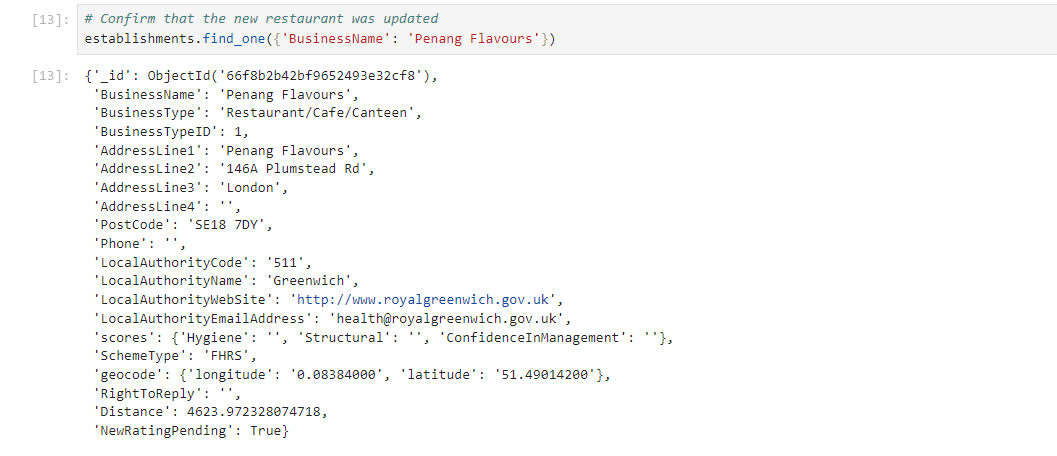 [13]: # Confirm that the new restaurant was updated
establishments.find_one({'BusinessName': 'Penang Flavours'})
[13]: {'_id': ObjectId('66f8b2b42bf9652493e32cf8'),
'BusinessName': 'Penang Flavours',
'BusinessType': 'Restaurant/Cafe/Canteen',
'BusinessTypeID': 1,
'AddressLine1': 'Penang Flavours',
'AddressLine2': '146A Plumstead Rd',
'AddressLine3': 'London',
'AddressLine4': '',
'PostCode': 'SE18 7DY',
'Phone': '',
'LocalAuthorityCode': '511',
'LocalAuthorityName': 'Greenwich',
'LocalAuthorityWebSite': 'http://www.royalgreenwich.gov.uk',
'LocalAuthorityEmailAddress': 'health@royalgreenwich.gov.uk',
'scores': {'Hygiene': '', 'Structural': '', 'ConfidenceInManagement': ''},
'SchemeType': 'FHRS',
'geocode': {'longitude': '0.08384000', 'latitude': '51.49014200'},
'RightToReply': '',
'Distance': 4623.972328074718,
'NewRatingPending': True}